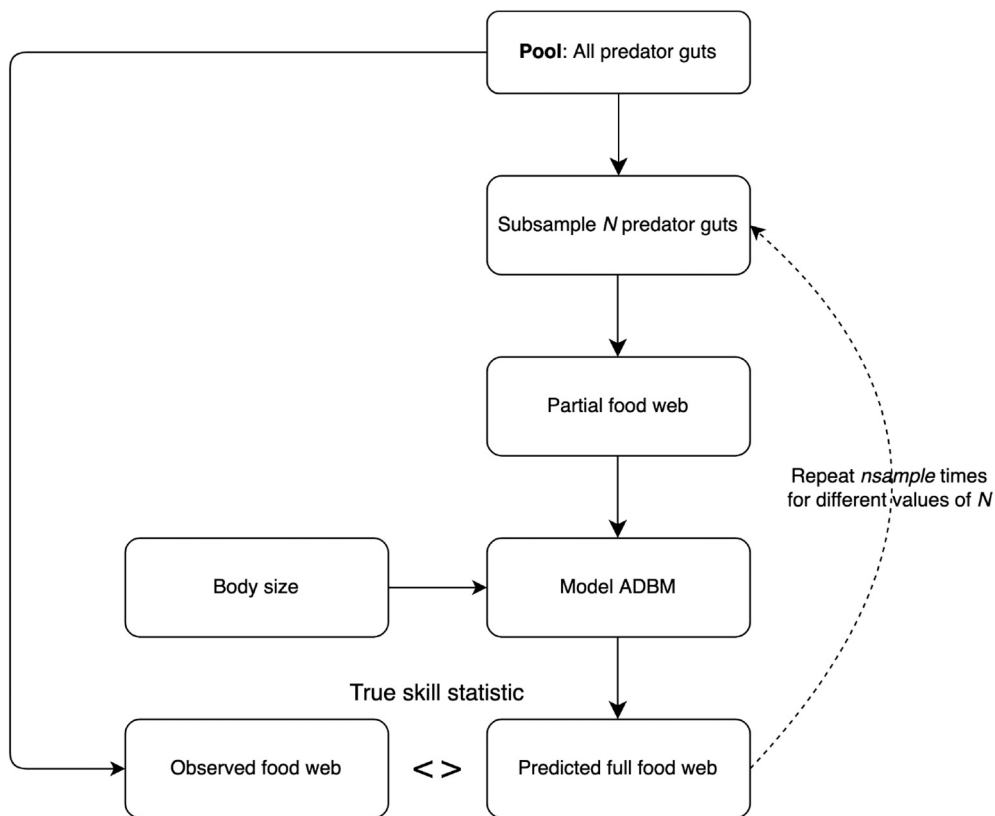 Pool: All predator guts
Subsample N predator guts
Partial food web
Repeat nsample times
for different values of N
Body size
Model ADBM
True skill statistic
Observed food web
< >
Predicted full food web